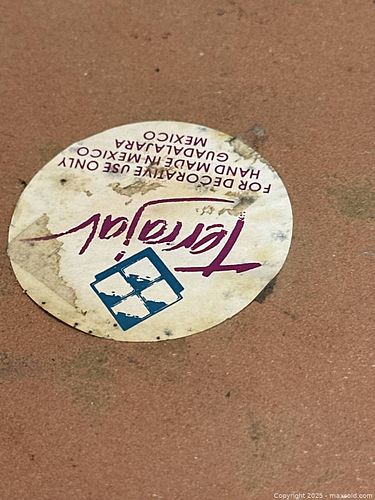 Terrajal
FOR DECORATIVE USE ONLY
HAND MADE IN MEXICO
GUADALAJARA
MEXICO
Copyright 2025 - maxsold.com